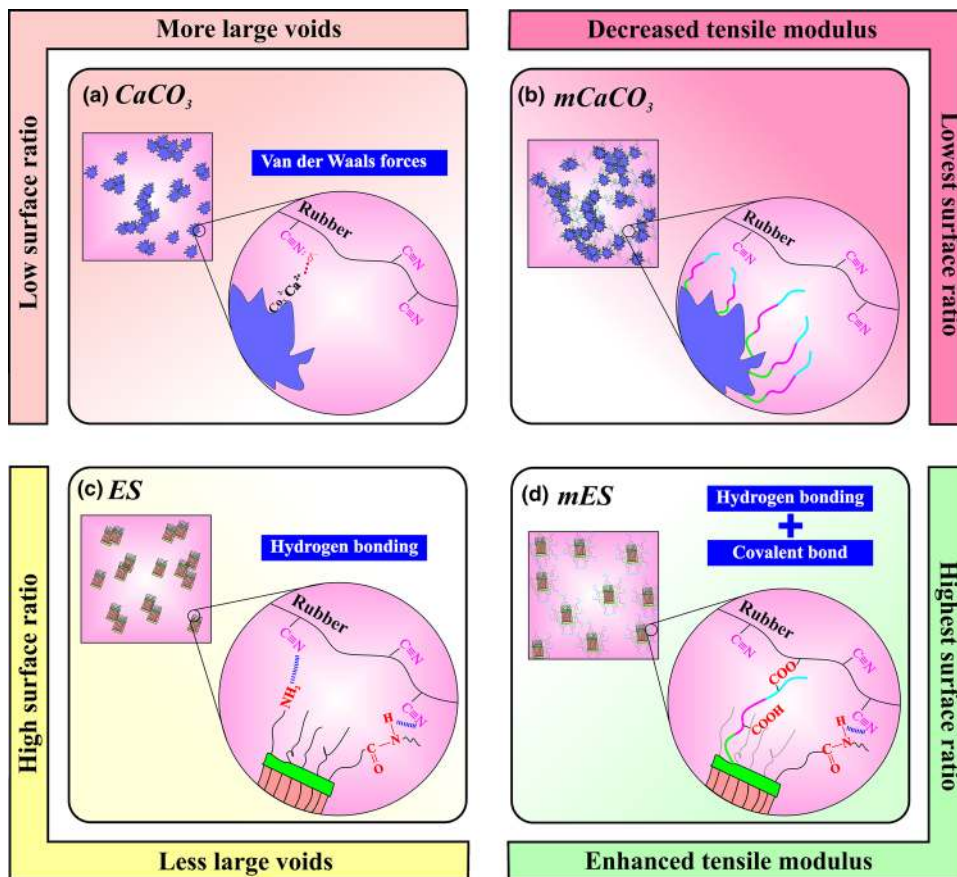 More large voids
Decreased tensile modulus
Low surface ratio
Lowest surface ratio
(a) CaCO₃
Van der Waals forces
Rubber
C≡N: δ⁻
C≡N
C≡N
Ca²⁺
(b) mCaCO₃
Rubber
C≡N
C≡N
C≡N
High surface ratio
Highest surface ratio
(c) ES
Hydrogen bonding
Rubber
C≡N
C≡N
C≡N
NH₂
H
C-N
O
(d) mES
Hydrogen bonding
+
Covalent bond
Rubber
C≡N
C≡N
COO
COOH
H
C-N
O
Less large voids
Enhanced tensile modulus